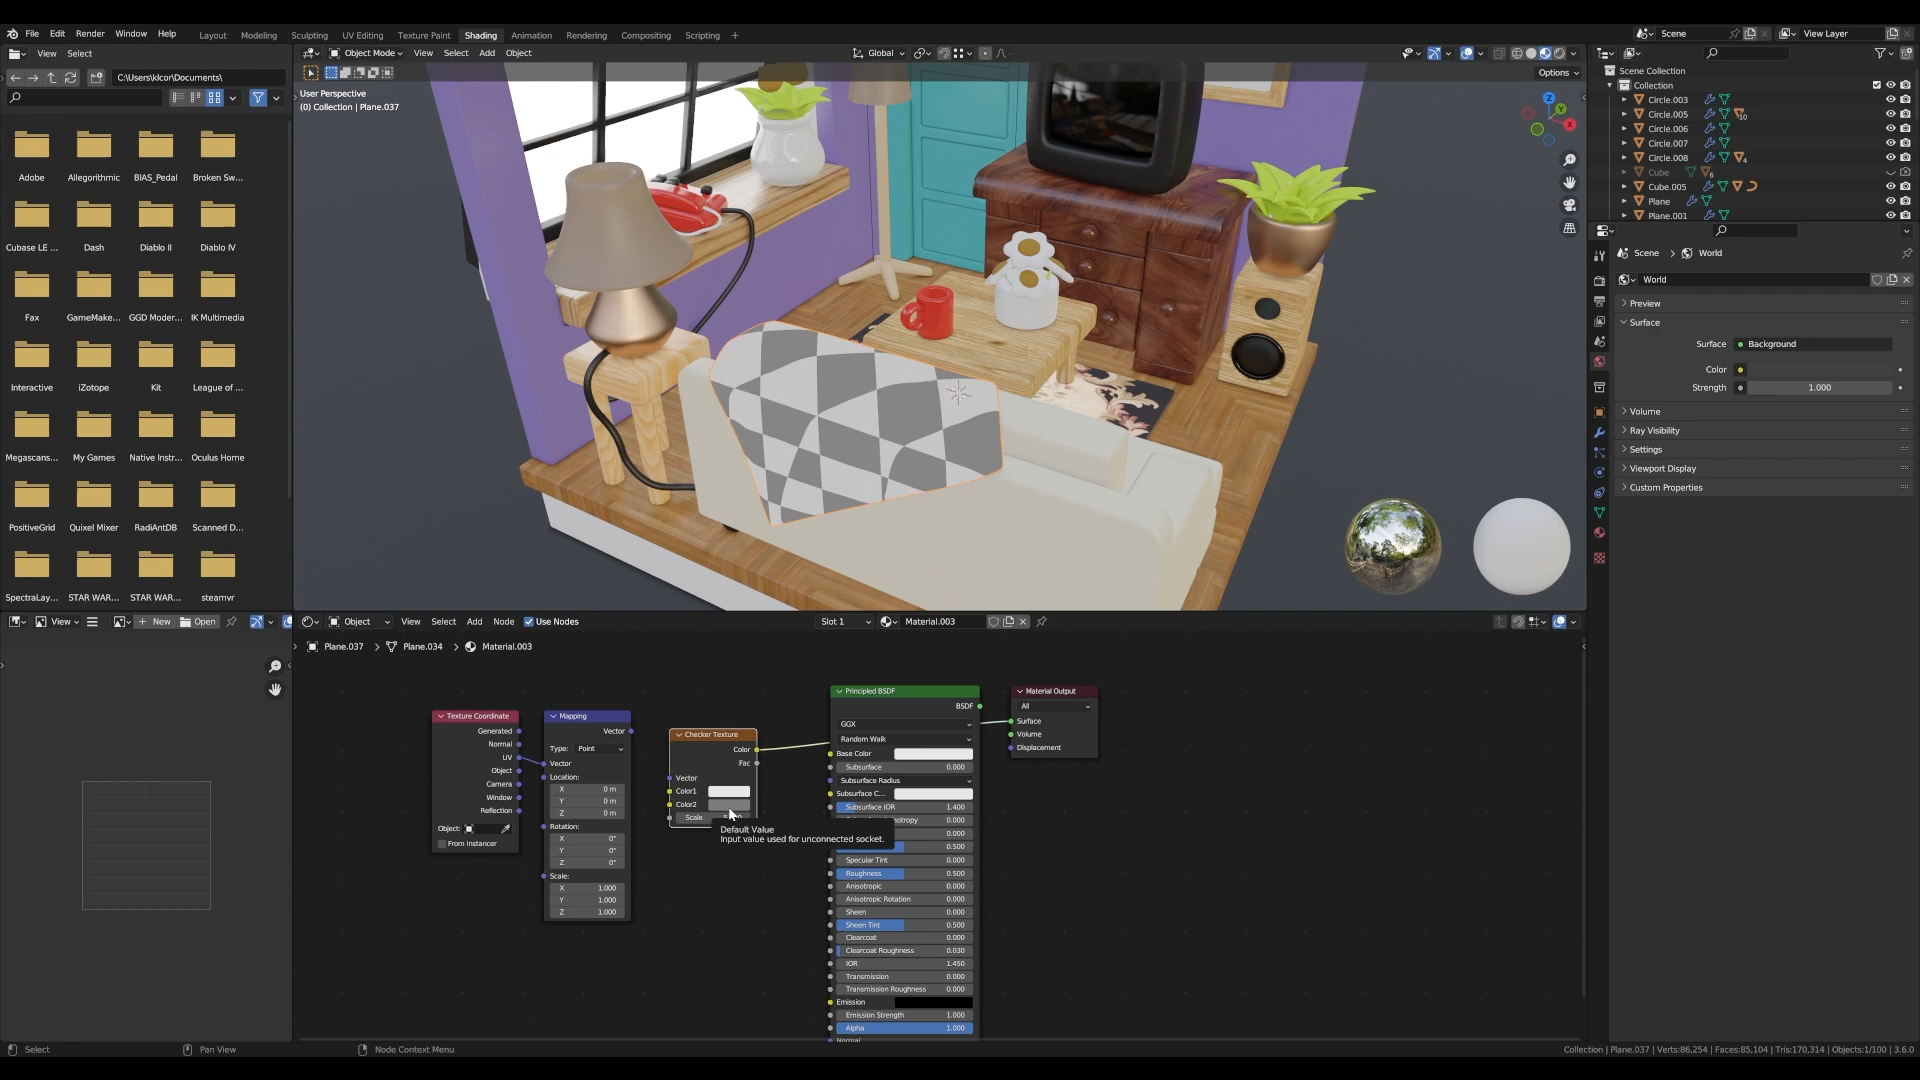 File Edit Render Window Help Layout Modeling Sculpting UV Editing Texture Paint Shading Animation Rendering Compositing Scripting + Scene View Layer
View Select
Object Mode View Select Add Object Global
C:\Users\klcor\Documents\
Options
User Perspective
(0) Collection | Plane.037
Adobe Allegorithmic BIAS_Pedal Broken Sw...
Cubase LE ... Dash Diablo II Diablo IV
Fax GameMake... GGD Moder... IK Multimedia
Interactive iZotope Kit League of ...
Megascans... My Games Native Instr... Oculus Home
PositiveGrid Quixel Mixer RadiAntDB Scanned D...
SpectraLay... STAR WAR... STAR WAR... steamvr
Z
Y
X
Scene Collection
Collection
Circle.003
Circle.005 10
Circle.006
Circle.007
Circle.008 4
Cube 6
Cube.005
Plane
Plane.001
Scene > World
World
Preview
Surface
Surface Background
Color
Strength 1.000
Volume
Ray Visibility
Settings
Viewport Display
Custom Properties
View + New Open
Object View Select Add Node Use Nodes Slot 1 Material.003
Plane.037 > Plane.034 > Material.003
Texture Coordinate
Generated
Normal
UV
Object
Camera
Window
Reflection
Object:
From Instancer
Mapping
Vector
Type: Point
Vector
Location:
X 0 m
Y 0 m
Z 0 m
Rotation:
X 0°
Y 0°
Z 0°
Scale:
X 1.000
Y 1.000
Z 1.000
Checker Texture
Color
Fac
Vector
Color1
Color2
Scale
Default Value
Input value used for unconnected socket.
Principled BSDF
BSDF
GGX
Random Walk
Base Color
Subsurface 0.000
Subsurface Radius
Subsurface C...
Subsurface IOR 1.400
0.000
0.000
0.500
Specular Tint 0.000
Roughness 0.500
Anisotropic 0.000
Anisotropic Rotation 0.000
Sheen 0.000
Sheen Tint 0.500
Clearcoat 0.000
Clearcoat Roughness 0.030
IOR 1.450
Transmission 0.000
Transmission Roughness 0.000
Emission
Emission Strength 1.000
Alpha 1.000
Normal
Material Output
All
Surface
Volume
Displacement
Select Pan View Node Context Menu Collection | Plane.037 | Verts:86,254 | Faces:85,104 | Tris:170,314 | Objects:1/100 | 3.6.0